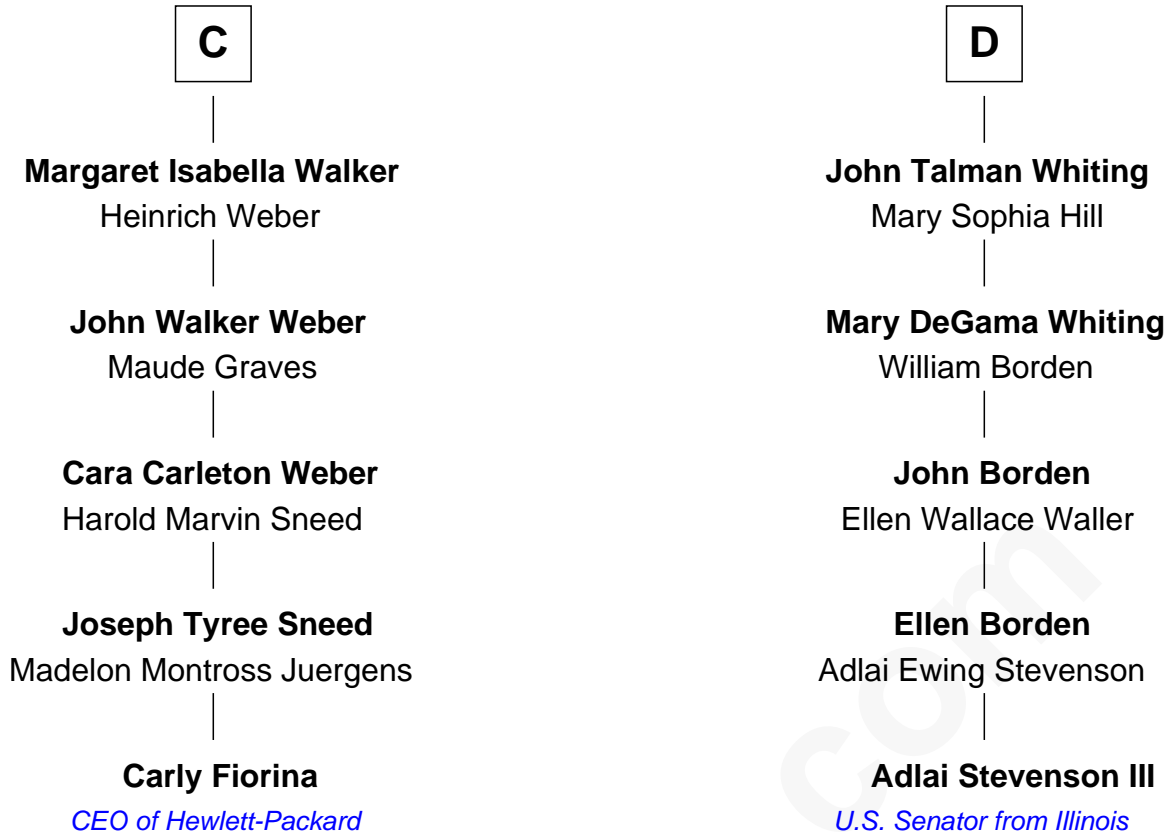 C
Margaret Isabella Walker
Heinrich Weber
John Walker Weber
Maude Graves
Cara Carleton Weber
Harold Marvin Sneed
Joseph Tyree Sneed
Madelon Montross Juergens
Carly Fiorina
CEO of Hewlett-Packard
D
John Talman Whiting
Mary Sophia Hill
Mary DeGama Whiting
William Borden
John Borden
Ellen Wallace Waller
Ellen Borden
Adlai Ewing Stevenson
Adlai Stevenson III
U.S. Senator from Illinois
com